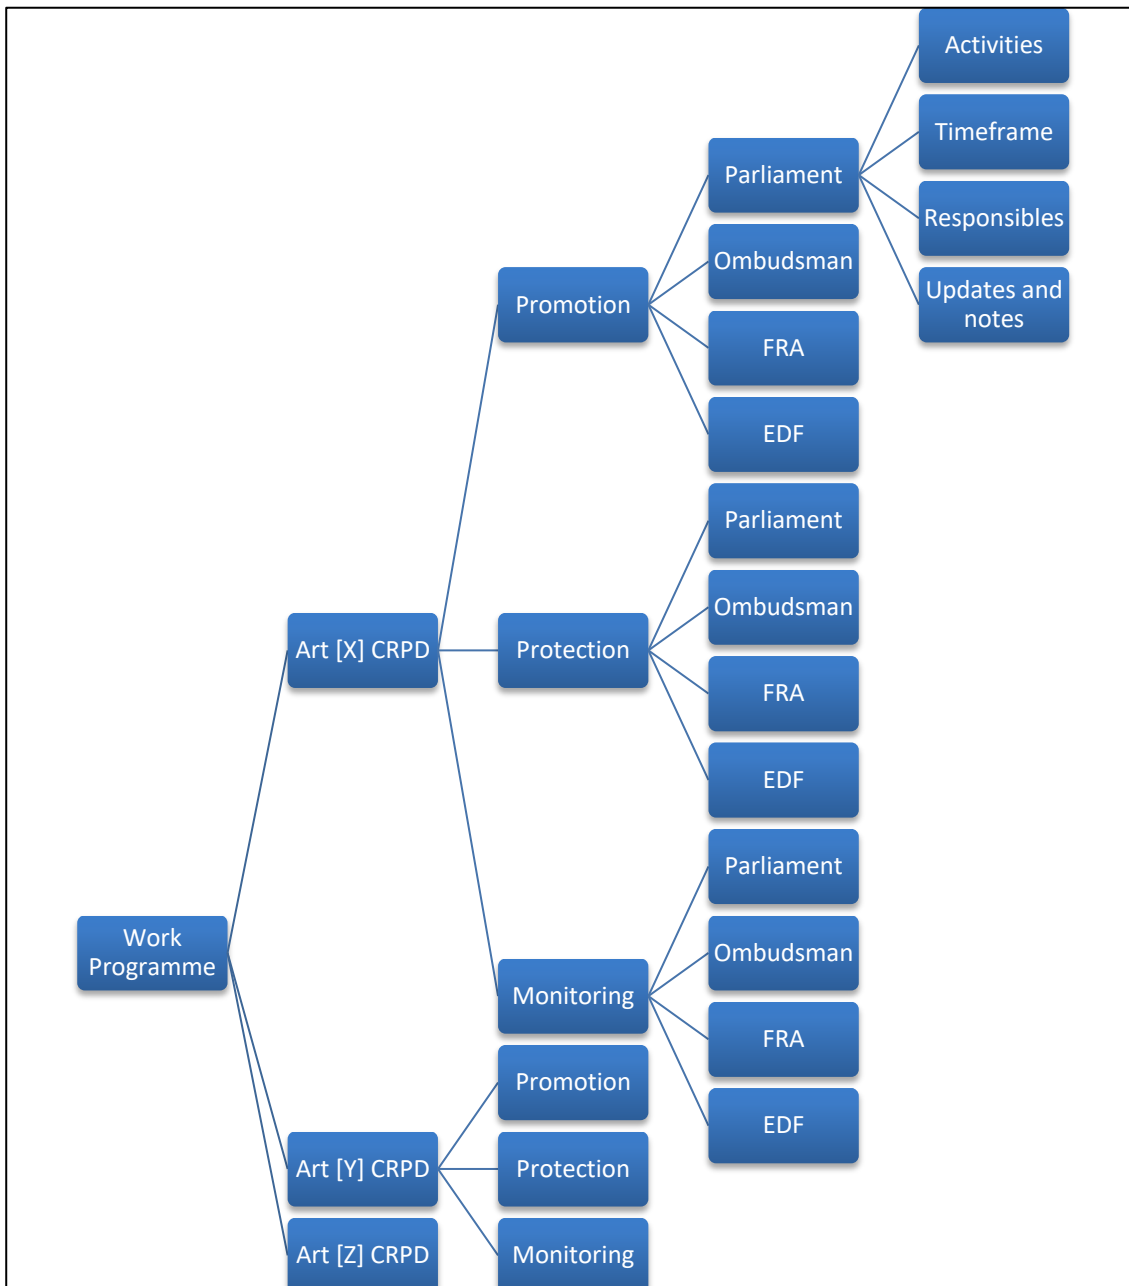 Activities
Timeframe
Parliament
Responsibles
Ombudsman
Updates and
notes
Promotion
FRA
EDF
Parliament
Ombudsman
Art [X] CRPD
Protection
FRA
EDF
Parliament
Work
Programme
Ombudsman
Monitoring
FRA
Promotion
EDF
Art [Y] CRPD
Protection
Art [Z] CRPD
Monitoring